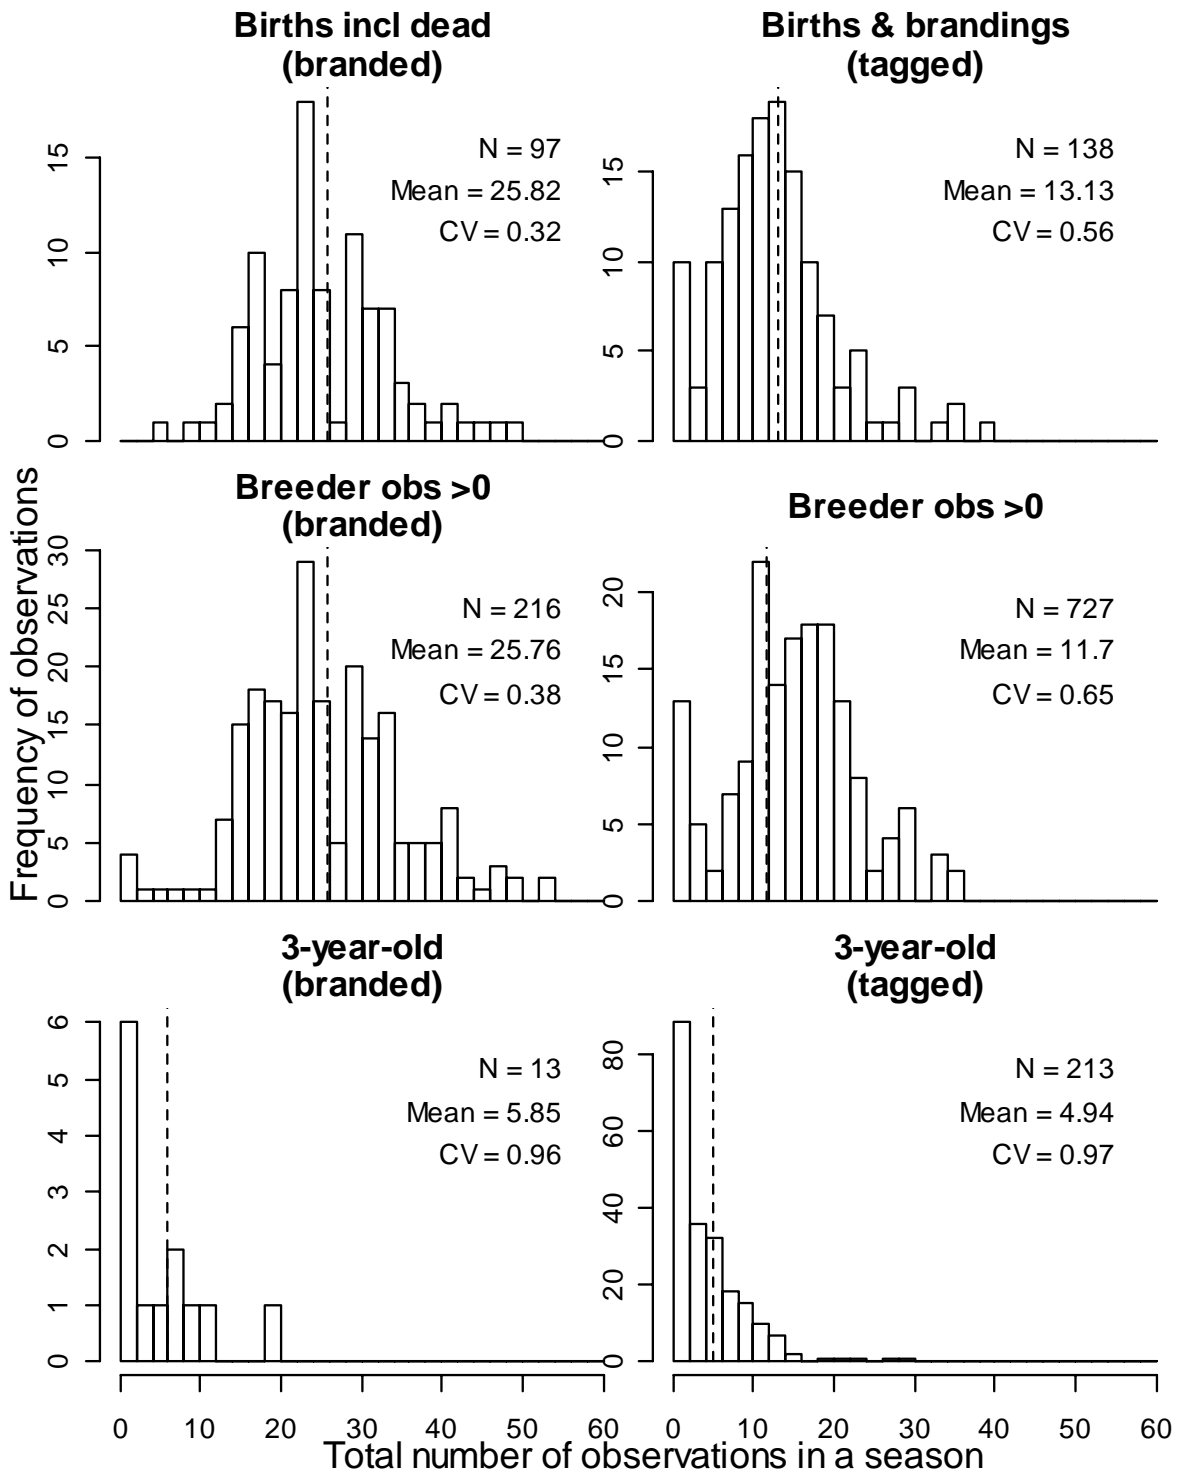 Births incl dead
(branded)
N = 97
Mean = 25.82
CV = 0.32
0
5
10
15
Births & brandings
(tagged)
N = 138
Mean = 13.13
CV = 0.56
0
5
10
15
Frequency of observations
Breeder obs >0
(branded)
N = 216
Mean = 25.76
CV = 0.38
0
5
10
15
20
25
30
Breeder obs >0
N = 727
Mean = 11.7
CV = 0.65
0
5
10
15
20
3-year-old
(branded)
N = 13
Mean = 5.85
CV = 0.96
0
1
2
3
4
5
6
0 10 20 30 40 50 60
3-year-old
(tagged)
N = 213
Mean = 4.94
CV = 0.97
0
20
40
60
80
0 10 20 30 40 50 60
Total number of observations in a season